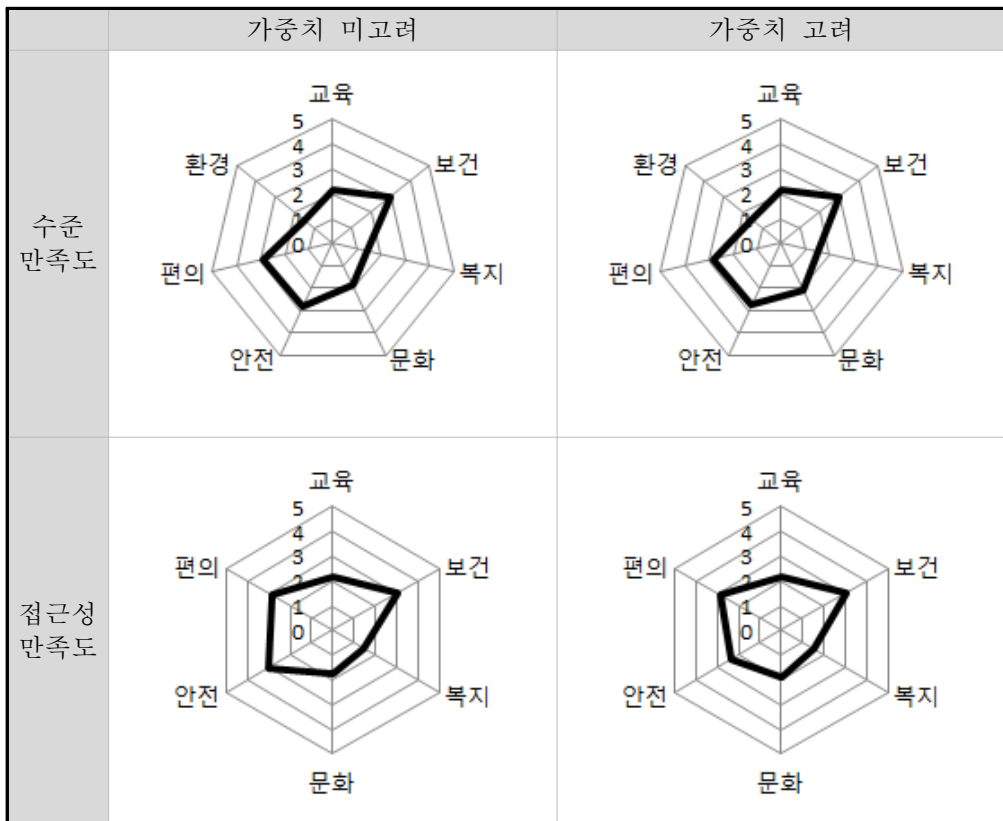 가중치 미고려
가중치 고려
수준
만족도
교육
보건
복지
문화
안전
편의
환경
5
4
3
2
1
0
교육
보건
복지
문화
안전
편의
환경
5
4
3
2
1
0
접근성
만족도
교육
보건
복지
문화
안전
편의
5
4
3
2
1
0
교육
보건
복지
문화
안전
편의
5
4
3
2
1
0